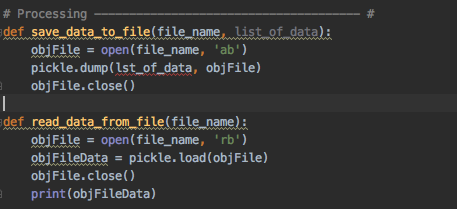 # Processing ------------------------------------ #
def save_data_to_file(file_name, list_of_data):
    objFile = open(file_name, 'ab')
    pickle.dump(lst_of_data, objFile)
    objFile.close()

def read_data_from_file(file_name):
    objFile = open(file_name, 'rb')
    objFileData = pickle.load(objFile)
    objFile.close()
    print(objFileData)